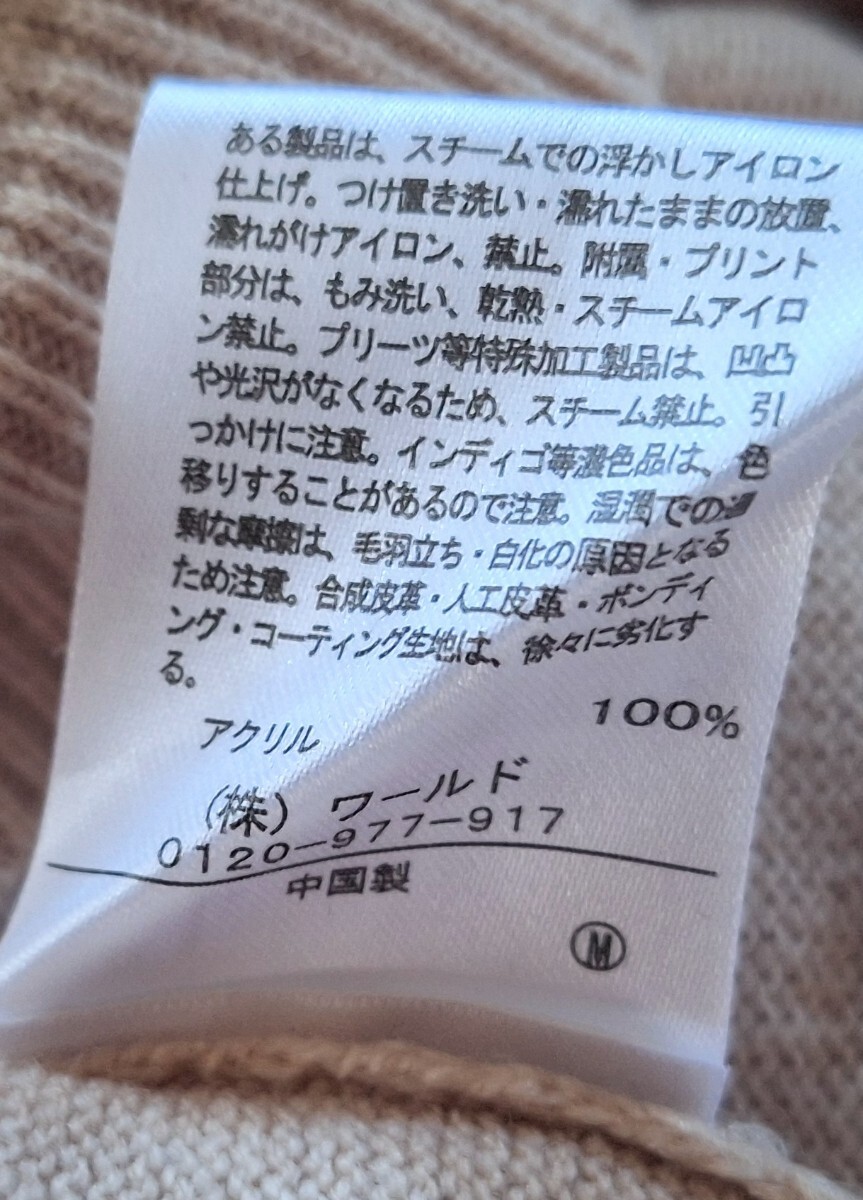 ある製品は、スチームでの浮かしアイロン
仕上げ。つけ置き洗い・濡れたままの放置、
濡れがけアイロン、禁止。附属・プリント
部分は、もみ洗い、乾熱・スチームアイロ
ン禁止。プリーツ等特殊加工製品は、凹凸
や光沢がなくなるため、スチーム禁止。引
っかけに注意。インディゴ等濃色品は、色
移りすることがあるので注意。湿潤での過
剰な摩擦は、毛羽立ち・白化の原因となる
ため注意。合成皮革・人工皮革・ボンディ
ング・コーティング生地は、徐々に劣化す
る。
アクリル 100%
(株) ワールド
0120-977-917
中国製
M